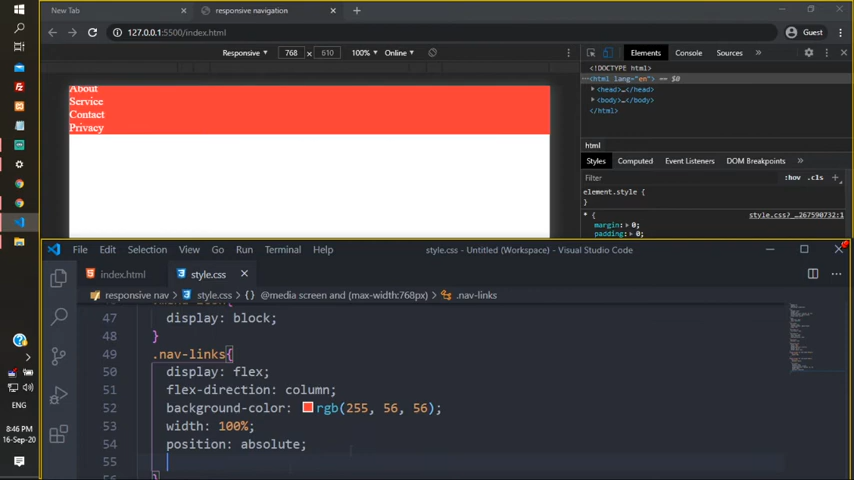 New Tab
responsive navigation
127.0.0.1:5500/index.html
Guest
Responsive 768 x 510 100% Online
Elements Console Sources
<!DOCTYPE html>
<html lang="en"> == $0
<head>…</head>
<body>…</body>
</html>
html
Styles Computed Event Listeners DOM Breakpoints
Filter :hov .cls
element.style {
}
style.css?_…267590732:1
* {
margin: 0;
padding: 0;
About
Service
Contact
Privacy
File Edit Selection View Go Run Terminal Help
style.css - Untitled (Workspace) - Visual Studio Code
index.html style.css
responsive nav > style.css > {} @media screen and (max-width:768px) > .nav-links
47 display: block;
48 }
49 .nav-links{
50 display: flex;
51 flex-direction: column;
52 background-color: rgb(255, 56, 56);
53 width: 100%;
54 position: absolute;
55
56 }
ENG
8:46 PM
16-Sep-20